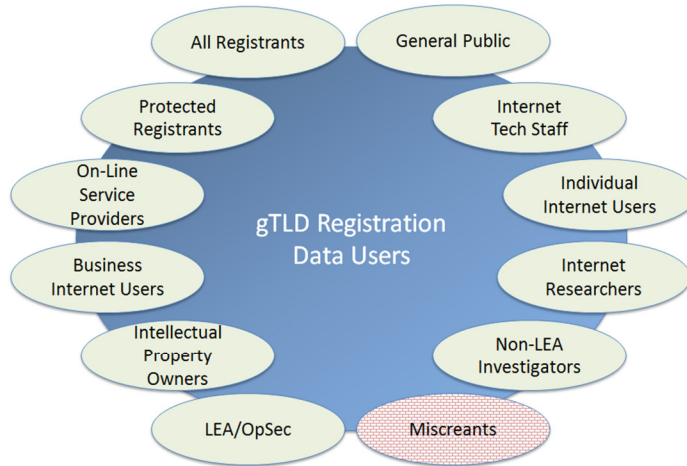 All Registrants
General Public
Protected
Registrants
Internet
Tech Staff
On-Line
Service
Providers
Individual
Internet Users
gTLD Registration
Data Users
Business
Internet Users
Internet
Researchers
Intellectual
Property
Owners
Non-LEA
Investigators
LEA/OpSec
Miscreants